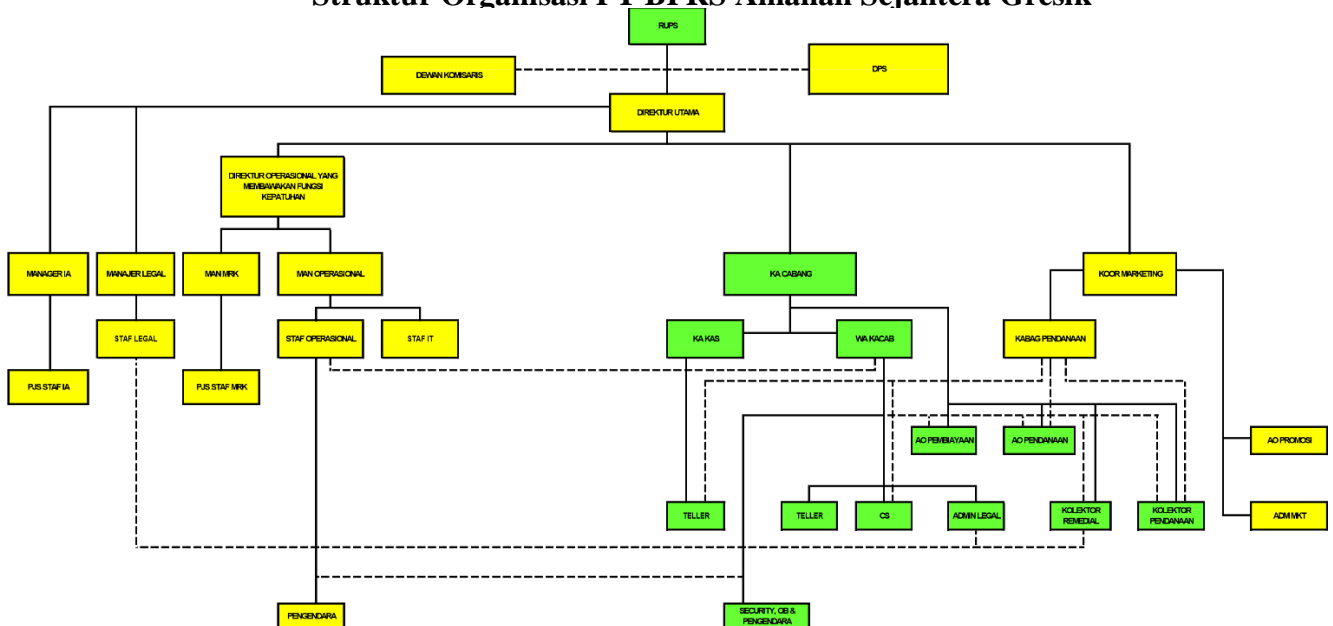 Struktur Organisasi PT BPRS Amanah Sejahtera Gresik
RUPS
DEWAN KOMISARIS
DPS
DIREKTUR UTAMA
DIREKTUR OPERASIONAL YANG
MEMBAWAKAN FUNGSI
KEPATUHAN
MANAGER IA
MANAJER LEGAL
MAN MRK
MAN OPERASIONAL
KA CABANG
KOOR MARKETING
STAF LEGAL
STAF OPERASIONAL
STAF IT
KA KAS
WA KACAB
KABAG PENDANAAN
PJS STAF IA
PJS STAF MRK
AO PEMBIAYAAN
AO PENDANAAN
AO PROMOSI
TELLER
TELLER
CS
ADMIN LEGAL
KOLEKTOR
REMEDIAL
KOLEKTOR
PENDANAAN
ADM MKT
PENGENDARA
SECURITY, OB &
PENGENDARA